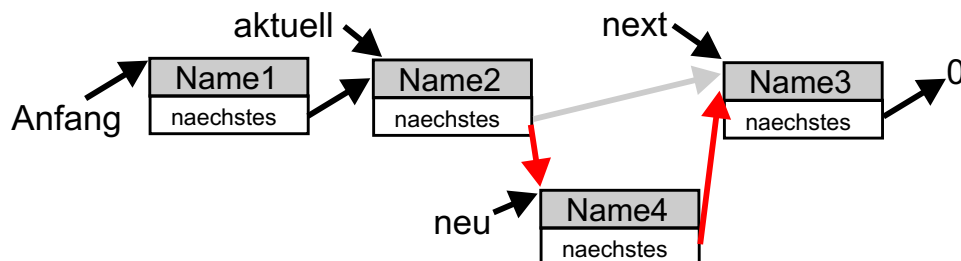 aktuell
next
Name1
Name2
Name3
0
Anfang
naechstes
naechstes
naechstes
neu
Name4
naechstes